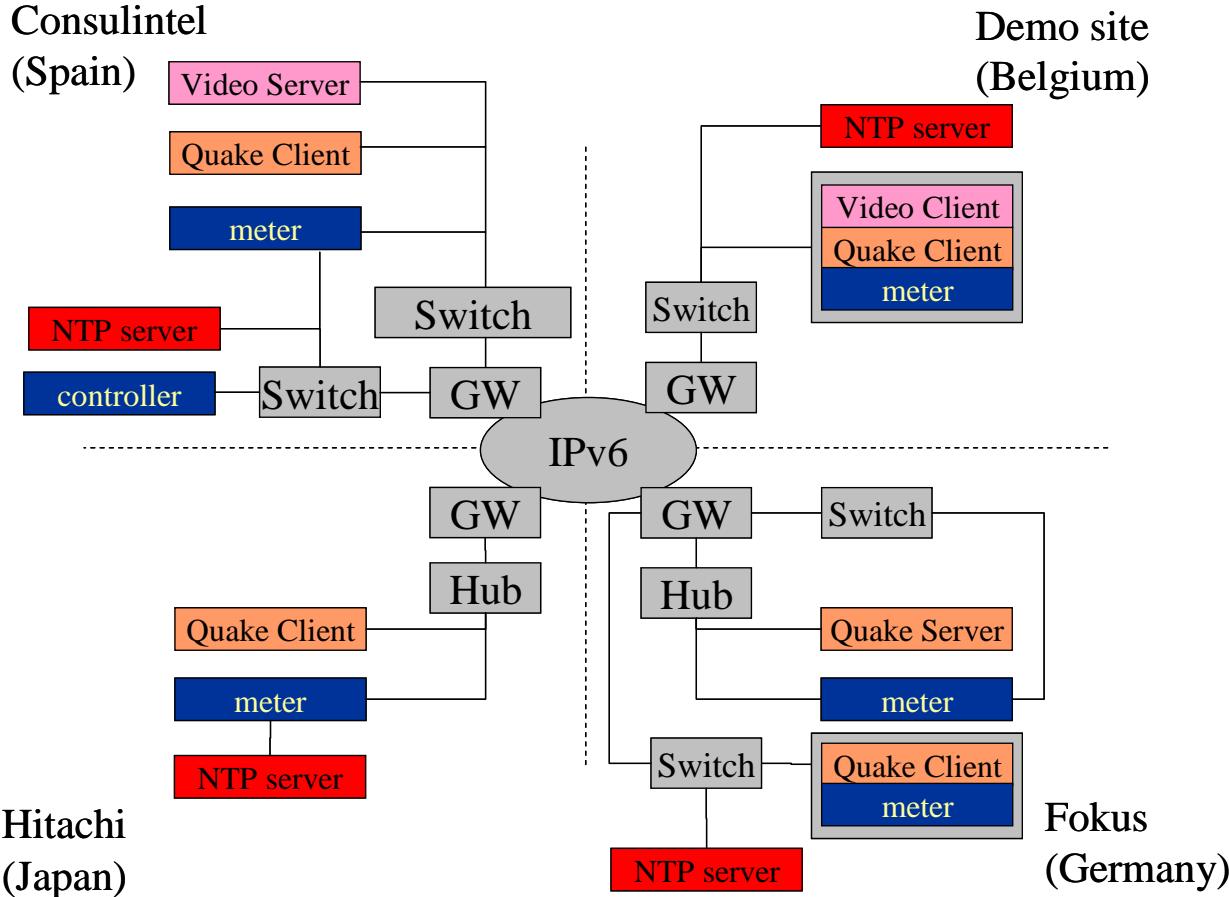 Consulintel
(Spain)
Video Server
Quake Client
meter
NTP server
controller
Switch
Switch
GW
Demo site
(Belgium)
NTP server
Video Client
Quake Client
meter
Switch
GW
IPv6
GW
Hub
Quake Client
meter
NTP server
Hitachi
(Japan)
GW
Switch
Hub
Quake Server
meter
Switch
Quake Client
meter
NTP server
Fokus
(Germany)